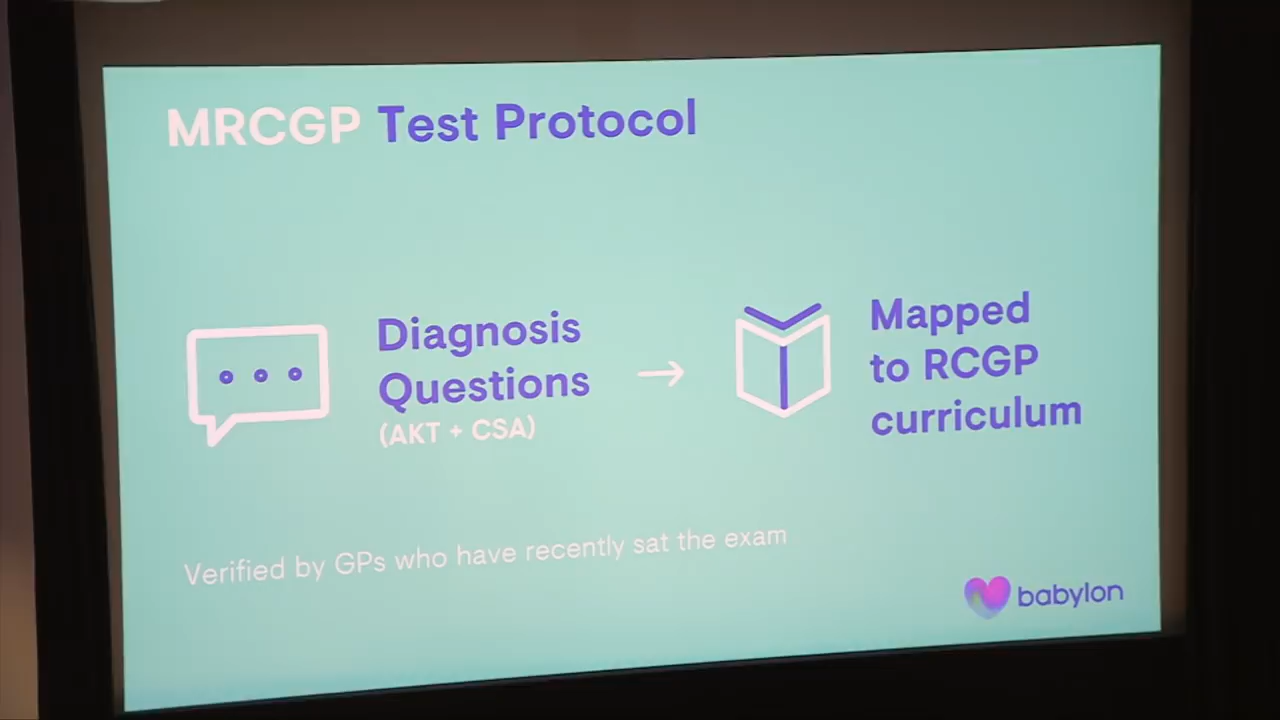 MRCGP Test Protocol
Diagnosis
Questions
(AKT + CSA)
→
Mapped
to RCGP
curriculum
Verified by GPs who have recently sat the exam
babylon